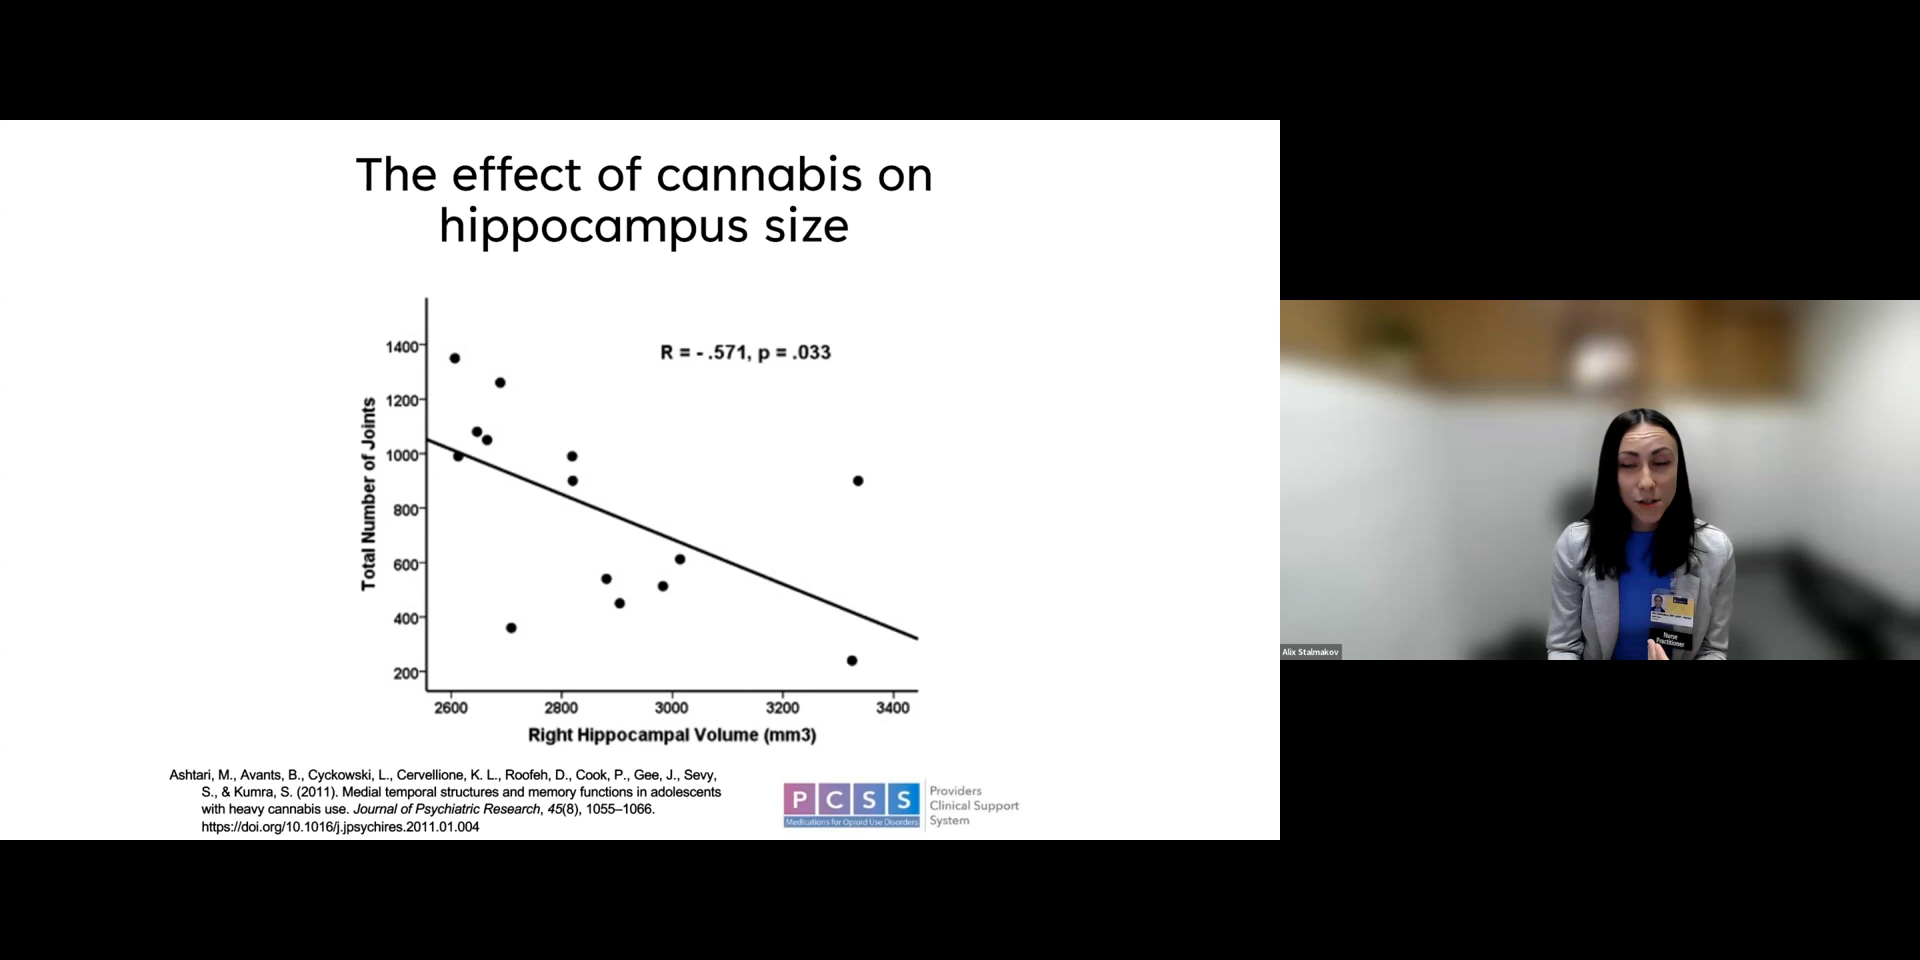 The effect of cannabis on
hippocampus size
R = - .571, p = .033
Total Number of Joints
1400
1200
1000
800
600
400
200
2600
2800
3000
3200
3400
Right Hippocampal Volume (mm3)
Ashtari, M., Avants, B., Cyckowski, L., Cervellione, K. L., Roofeh, D., Cook, P., Gee, J., Sevy,
S., & Kumra, S. (2011). Medial temporal structures and memory functions in adolescents
with heavy cannabis use. Journal of Psychiatric Research, 45(8), 1055–1066.
https://doi.org/10.1016/j.jpsychires.2011.01.004
PCSS
Medications for Opioid Use Disorders
Providers
Clinical Support
System
Alix Stalmakov
Nurse
Practitioner